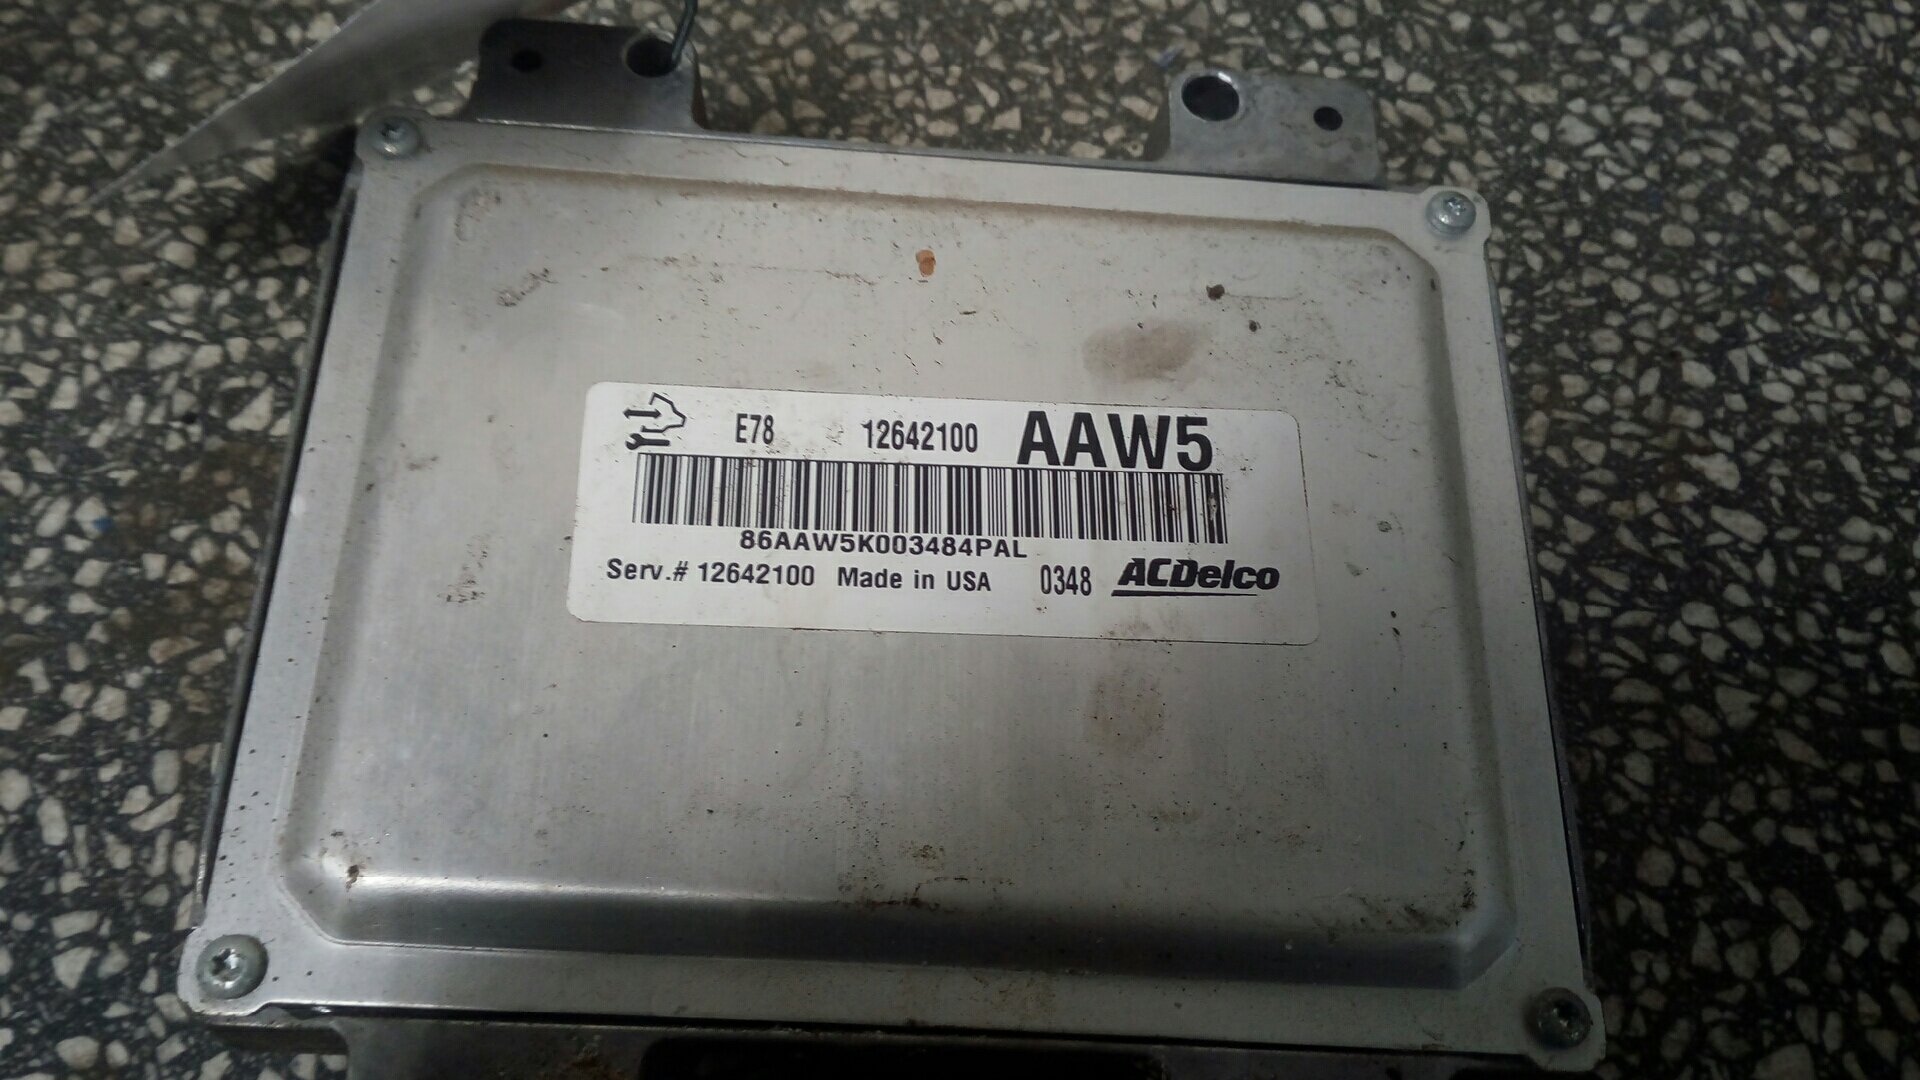 E78 12642100 AAW5
86AAW5K003484PAL
Serv.# 12642100 Made in USA 0348 ACDelco